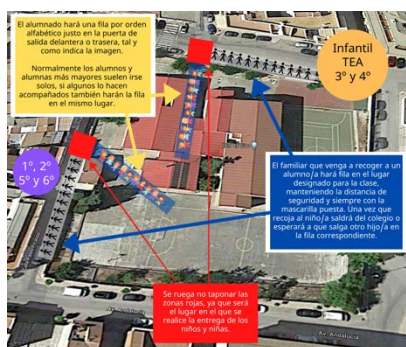 El alumnado hará una fila por orden
alfabético justo en la puerta de
salida delantera o trasera, tal y
como indica la imagen.
Normalmente los alumnos y
alumnas más mayores suelen irse
solos, si algunos lo hacen
acompañados también harán la fila
en el mismo lugar.
Infantil
TEA
3º y 4º
1º, 2º
5º y 6º
El familiar que venga a recoger a un
alumno/a hará fila en el lugar
designado para la clase,
manteniendo la distancia de
seguridad y siempre con la
mascarilla puesta. Una vez que
recoja al niño/a saldrá del colegio o
esperará a que salga otro hijo/a en
la fila correspondiente.
Se ruega no taponar las
zonas rojas, ya que será
el lugar en el que se
realice la entrega de los
niños y niñas.
Av. Andalucía
Av. Andalucía